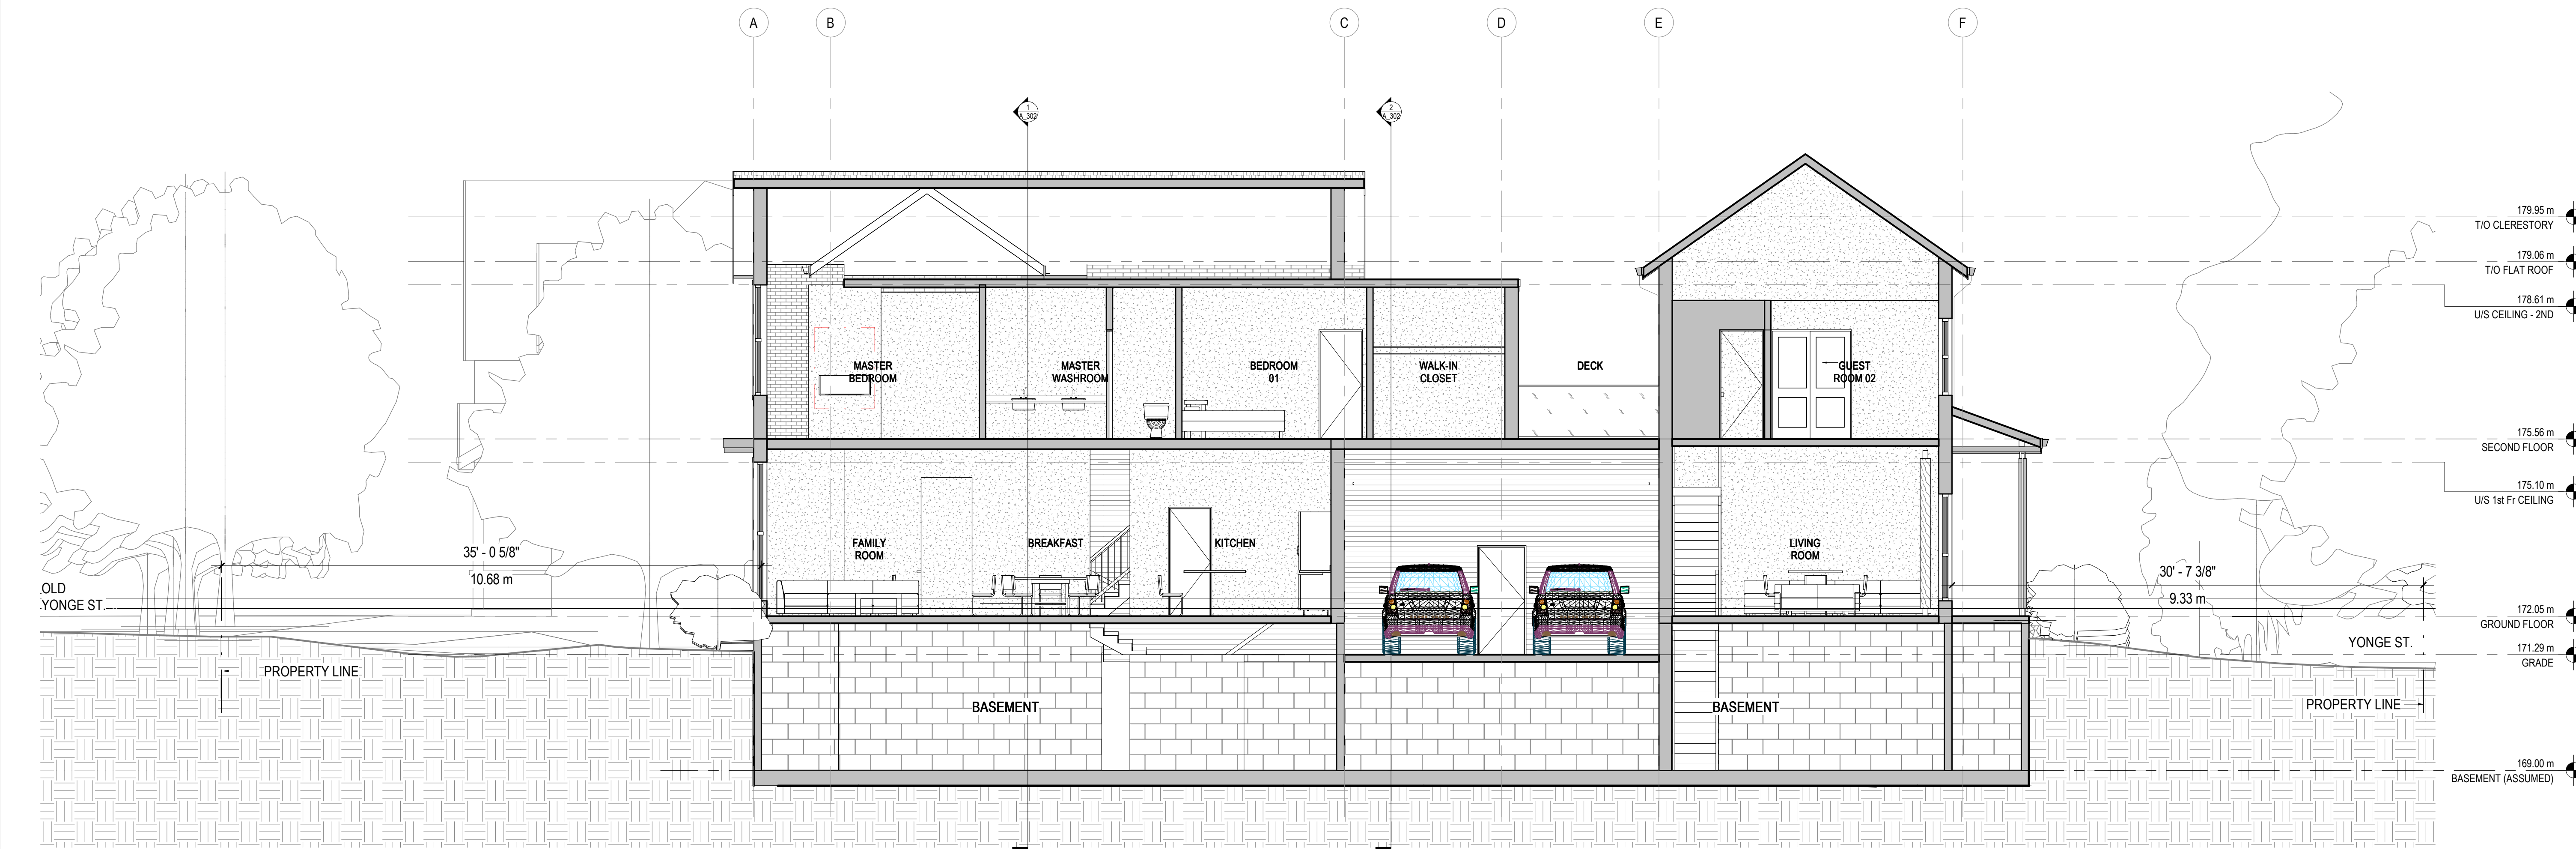 A
B
C
D
E
F
1
A_302
2
A_302
179.95 m
T/O CLERESTORY
179.06 m
T/O FLAT ROOF
178.61 m
U/S CEILING - 2ND
MASTER
BEDROOM
MASTER
WASHROOM
BEDROOM
01
WALK-IN
CLOSET
DECK
GUEST
ROOM 02
175.56 m
SECOND FLOOR
175.10 m
U/S 1st Fr CEILING
FAMILY
ROOM
BREAKFAST
KITCHEN
LIVING
ROOM
35' - 0 5/8"
10.68 m
30' - 7 3/8"
9.33 m
OLD
YONGE ST.
172.05 m
GROUND FLOOR
YONGE ST.
171.29 m
GRADE
PROPERTY LINE
BASEMENT
BASEMENT
PROPERTY LINE
169.00 m
BASEMENT (ASSUMED)